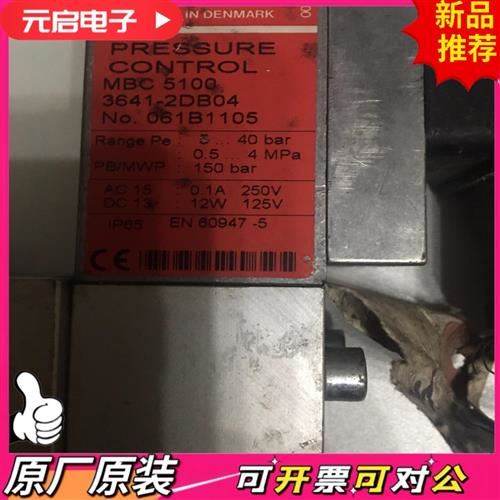 元启电子
新品
推荐
IN DENMARK
PRESSURE
CONTROL
MBC 5100
3641-2DB04
No. 061B1105
Range Pe : 5 ... 40 bar
: 0.5 ... 4 MPa
PB/MWP : 150 bar
AC 15 : 0.1A 250V
DC 13 : 12W 125V
IP65 EN 60947 -5
CE
原厂原装
可开票可对公